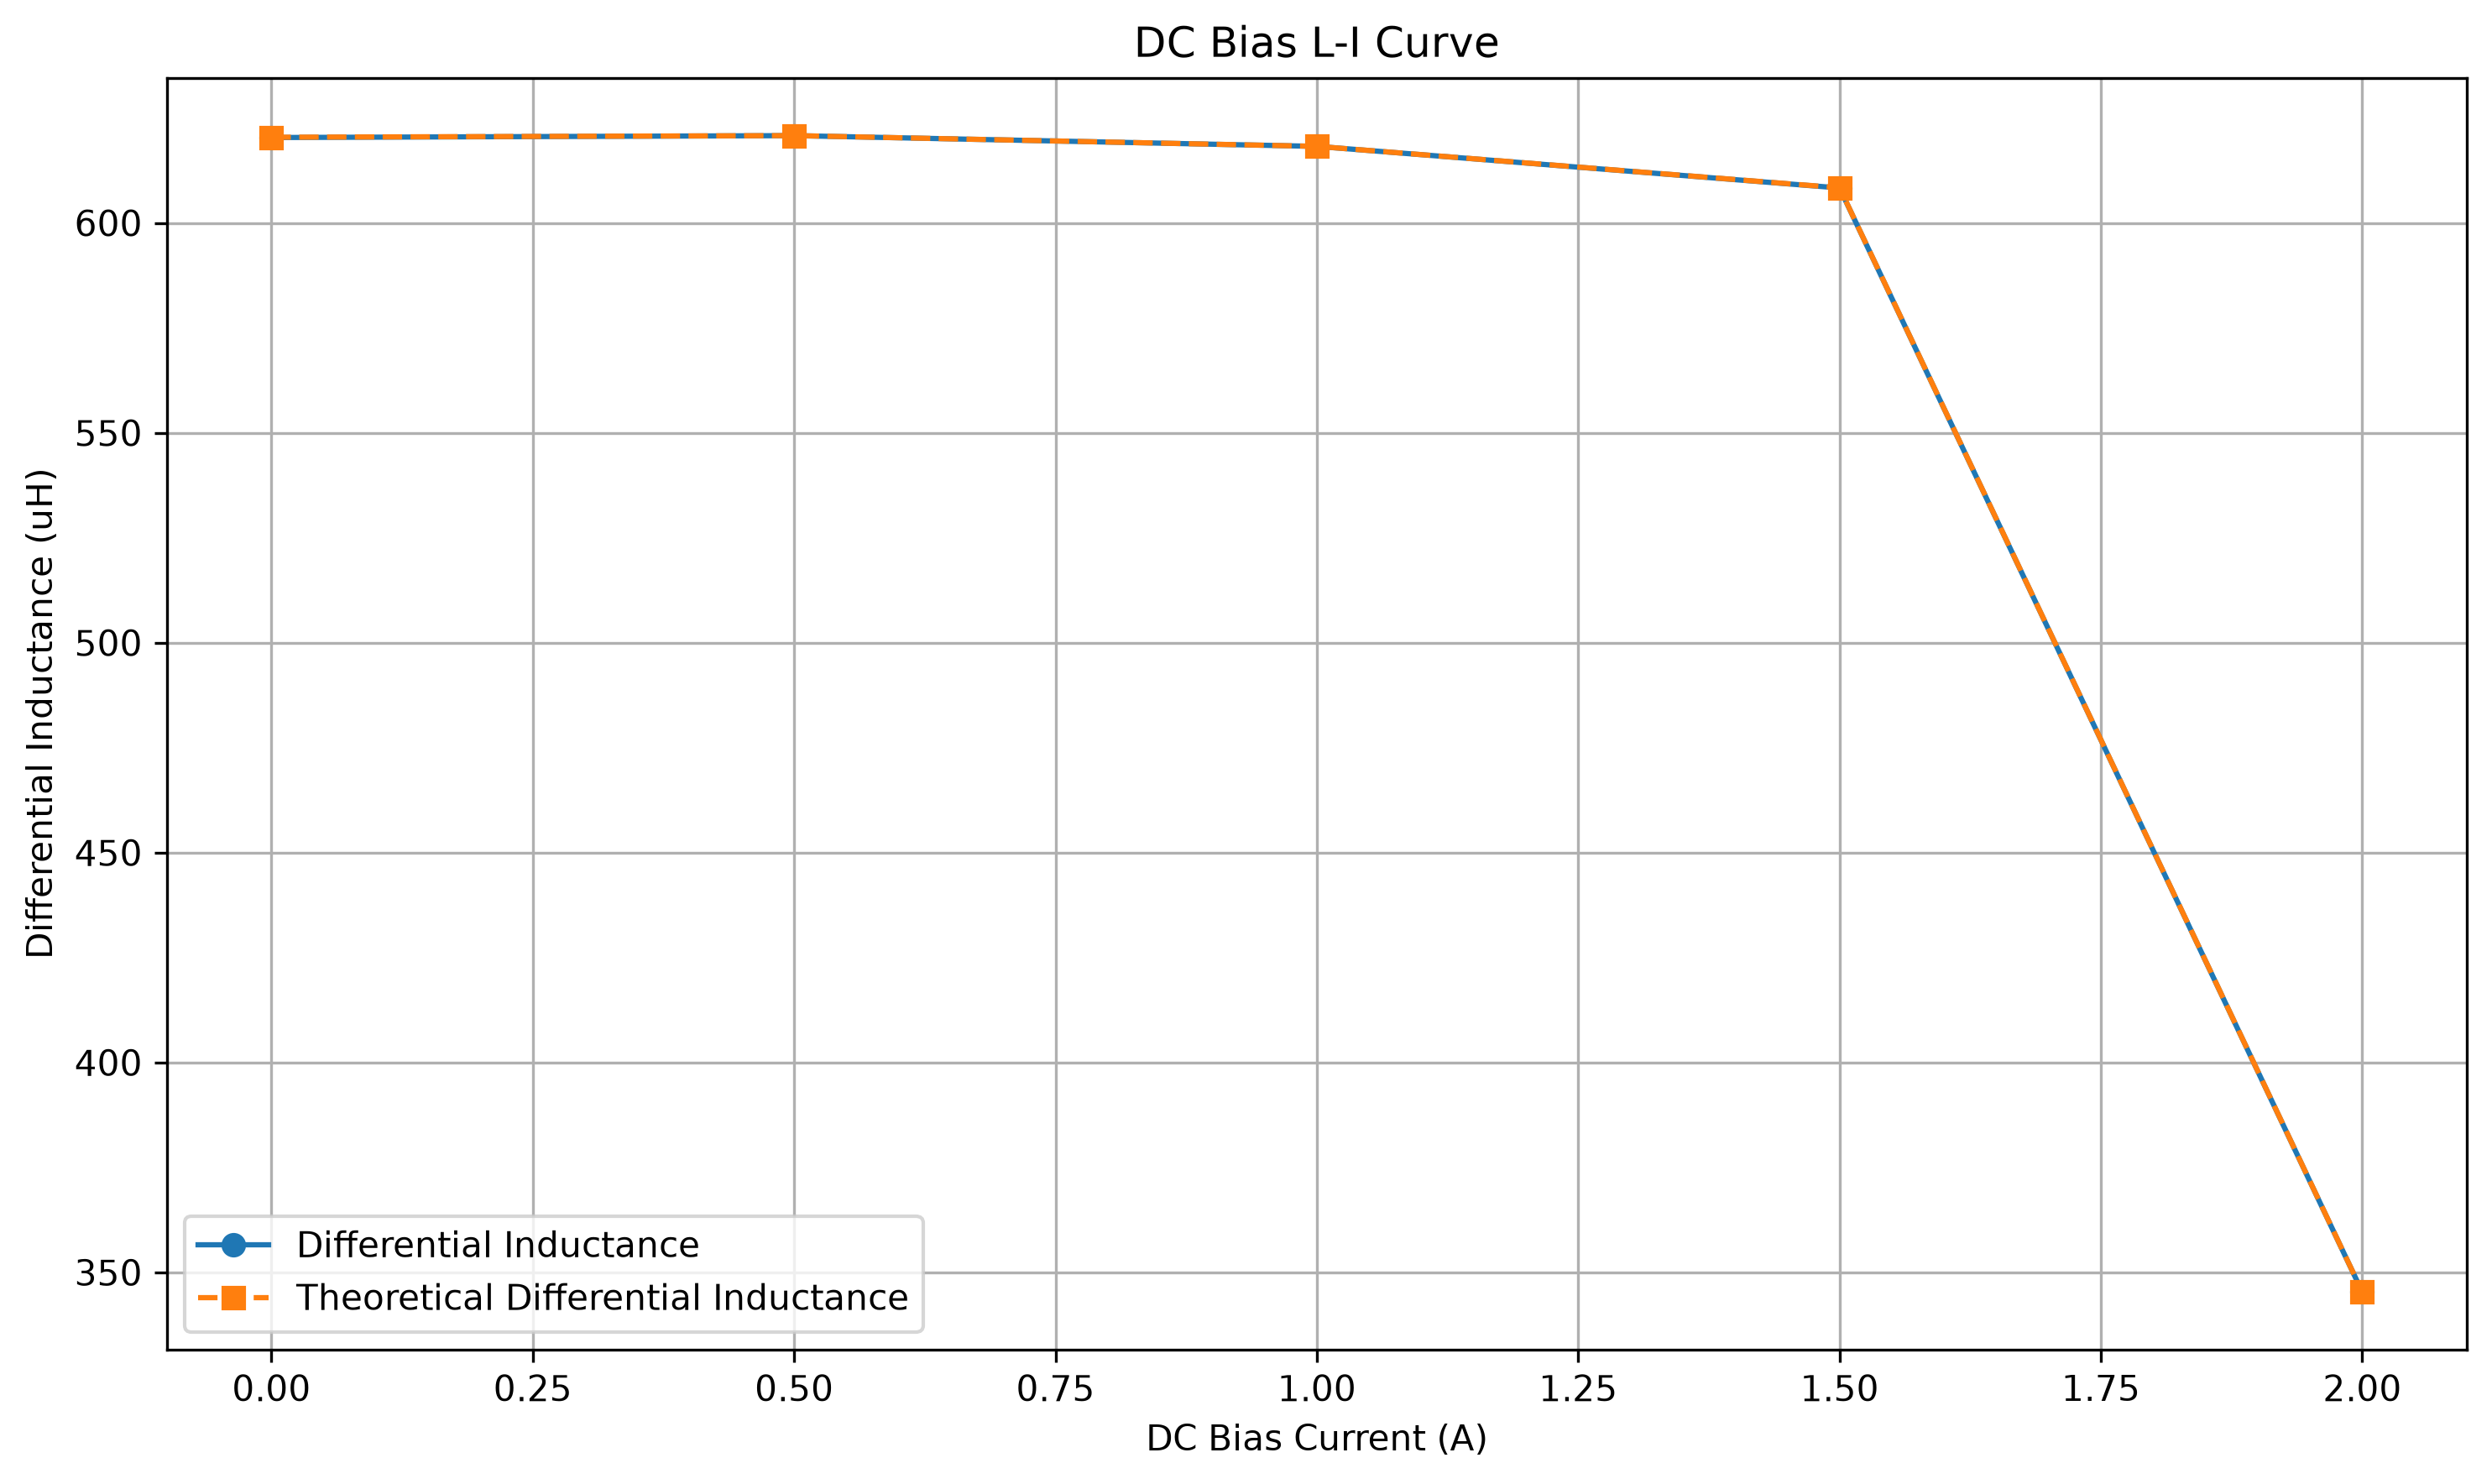 DC Bias L-I Curve
Differential Inductance (uH)
600
550
500
450
400
350
Differential Inductance
Theoretical Differential Inductance
0.00 0.25 0.50 0.75 1.00 1.25 1.50 1.75 2.00
DC Bias Current (A)